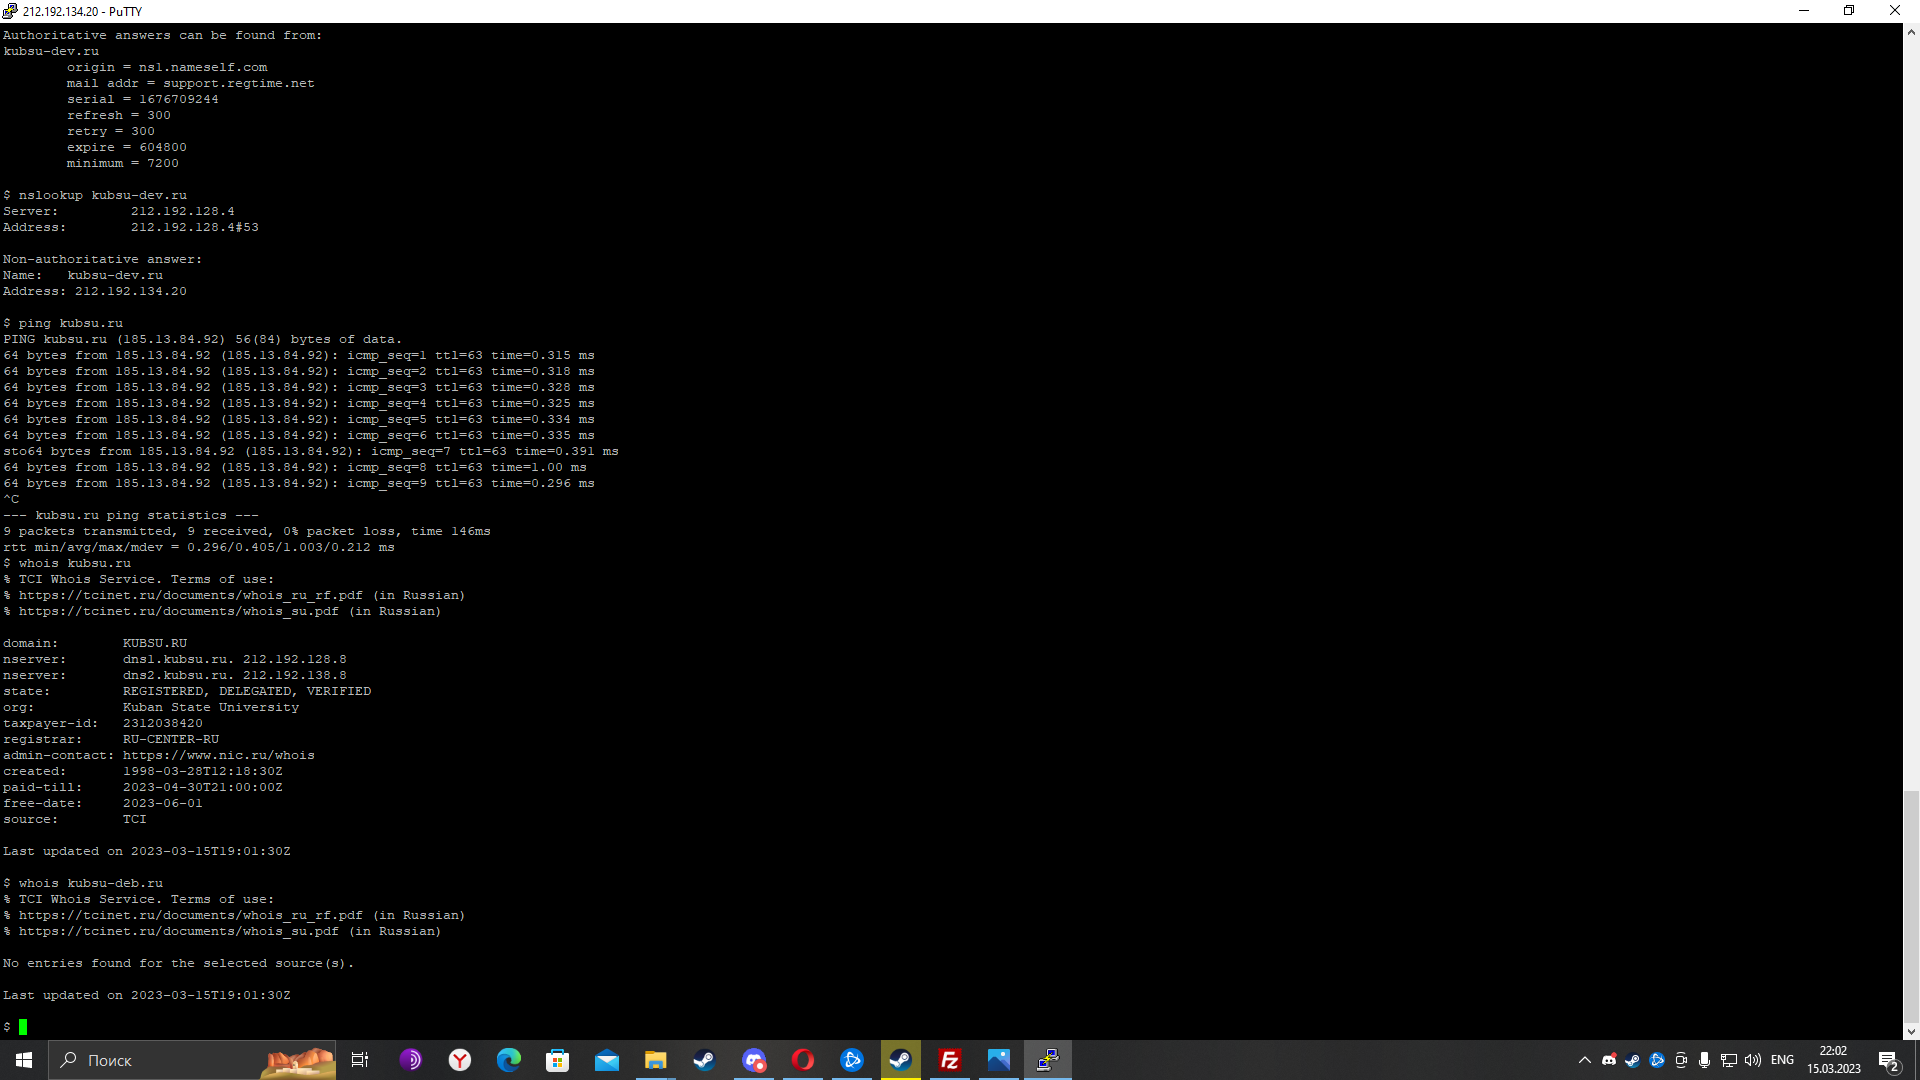 212.192.134.20 - PuTTY
Authoritative answers can be found from:
kubsu-dev.ru
        origin = ns1.nameself.com
        mail addr = support.regtime.net
        serial = 1676709244
        refresh = 300
        retry = 300
        expire = 604800
        minimum = 7200
$ nslookup kubsu-dev.ru
Server:         212.192.128.4
Address:        212.192.128.4#53
Non-authoritative answer:
Name:   kubsu-dev.ru
Address: 212.192.134.20
$ ping kubsu.ru
PING kubsu.ru (185.13.84.92) 56(84) bytes of data.
64 bytes from 185.13.84.92 (185.13.84.92): icmp_seq=1 ttl=63 time=0.315 ms
64 bytes from 185.13.84.92 (185.13.84.92): icmp_seq=2 ttl=63 time=0.318 ms
64 bytes from 185.13.84.92 (185.13.84.92): icmp_seq=3 ttl=63 time=0.328 ms
64 bytes from 185.13.84.92 (185.13.84.92): icmp_seq=4 ttl=63 time=0.325 ms
64 bytes from 185.13.84.92 (185.13.84.92): icmp_seq=5 ttl=63 time=0.334 ms
64 bytes from 185.13.84.92 (185.13.84.92): icmp_seq=6 ttl=63 time=0.335 ms
sto64 bytes from 185.13.84.92 (185.13.84.92): icmp_seq=7 ttl=63 time=0.391 ms
64 bytes from 185.13.84.92 (185.13.84.92): icmp_seq=8 ttl=63 time=1.00 ms
64 bytes from 185.13.84.92 (185.13.84.92): icmp_seq=9 ttl=63 time=0.296 ms
^C
--- kubsu.ru ping statistics ---
9 packets transmitted, 9 received, 0% packet loss, time 146ms
rtt min/avg/max/mdev = 0.296/0.405/1.003/0.212 ms
$ whois kubsu.ru
% TCI Whois Service. Terms of use:
% https://tcinet.ru/documents/whois_ru_rf.pdf (in Russian)
% https://tcinet.ru/documents/whois_su.pdf (in Russian)
domain:        KUBSU.RU
nserver:       dns1.kubsu.ru. 212.192.128.8
nserver:       dns2.kubsu.ru. 212.192.138.8
state:         REGISTERED, DELEGATED, VERIFIED
org:           Kuban State University
taxpayer-id:   2312038420
registrar:     RU-CENTER-RU
admin-contact: https://www.nic.ru/whois
created:       1998-03-28T12:18:30Z
paid-till:     2023-04-30T21:00:00Z
free-date:     2023-06-01
source:        TCI
Last updated on 2023-03-15T19:01:30Z
$ whois kubsu-deb.ru
% TCI Whois Service. Terms of use:
% https://tcinet.ru/documents/whois_ru_rf.pdf (in Russian)
% https://tcinet.ru/documents/whois_su.pdf (in Russian)
No entries found for the selected source(s).
Last updated on 2023-03-15T19:01:30Z
$
Поиск
ENG
22:02
15.03.2023
2